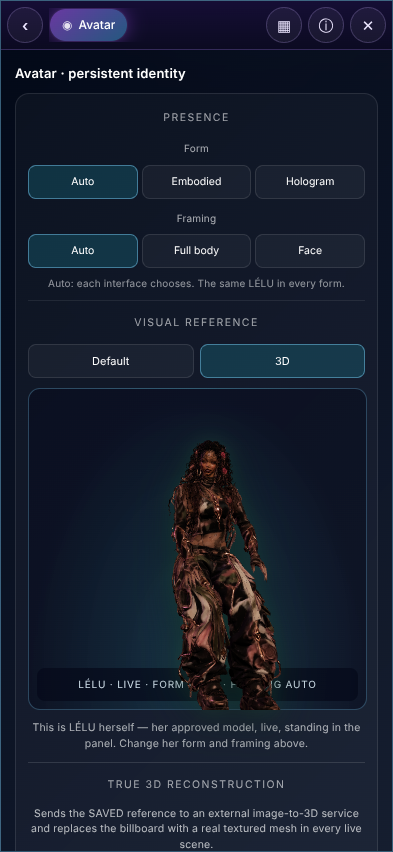 Avatar
Avatar · persistent identity
PRESENCE
Form
Auto
Embodied
Hologram
Framing
Auto
Full body
Face
Auto: each interface chooses. The same LÉLU in every form.
VISUAL REFERENCE
Default
3D
LÉLU · LIVE · FORM AUTO
This is LÉLU herself — her approved model, live, standing in the
panel. Change her form and framing above.
TRUE 3D RECONSTRUCTION
Sends the SAVED reference to an external image-to-3D service
and replaces the billboard with a real textured mesh in every live
scene.